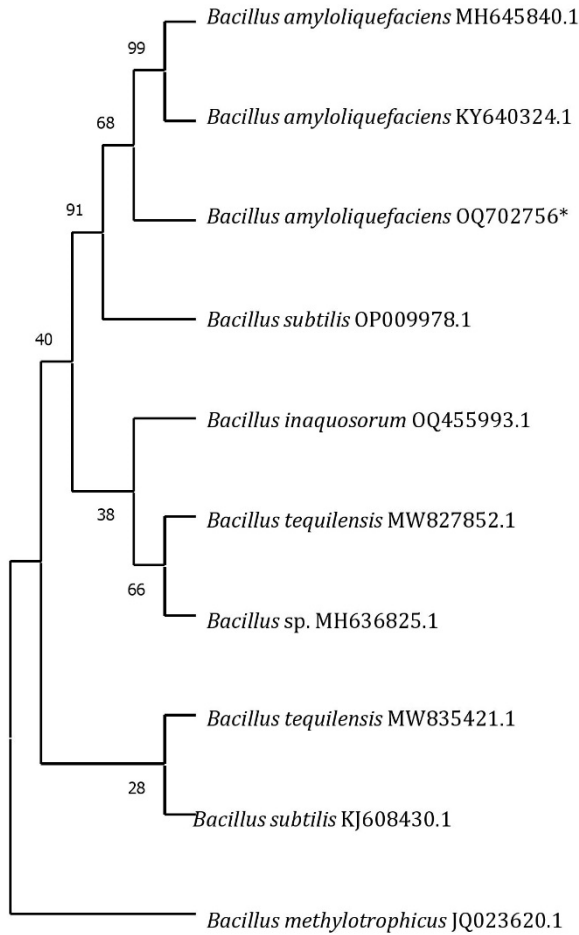 Bacillus amyloliquefaciens MH645840.1
99
Bacillus amyloliquefaciens KY640324.1
68
Bacillus amyloliquefaciens OQ702756*
91
Bacillus subtilis OP009978.1
40
Bacillus inaquosorum OQ455993.1
38
Bacillus tequilensis MW827852.1
66
Bacillus sp. MH636825.1
Bacillus tequilensis MW835421.1
28
Bacillus subtilis KJ608430.1
Bacillus methylotrophicus JQ023620.1